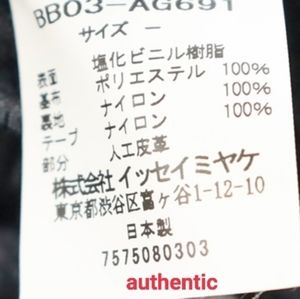 BB03-AG691
サイズ ー
表面 塩化ビニル樹脂
基布 ポリエステル 100%
裏地 ナイロン 100%
テープ ナイロン 100%
部分 人工皮革
株式会社イッセイミヤケ
東京都渋谷区富ヶ谷1-12-10
日本製
7575080303
authentic